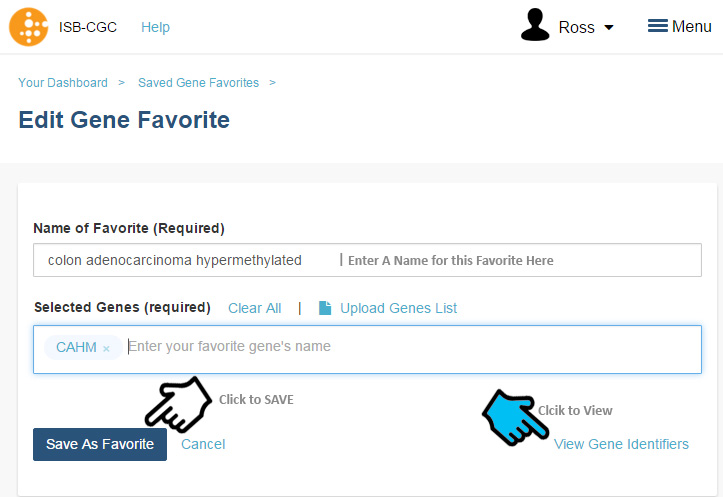 ISB-CGC Help Ross Menu
Your Dashboard > Saved Gene Favorites >
Edit Gene Favorite
Name of Favorite (Required)
colon adenocarcinoma hypermethylated | Enter A Name for this Favorite Here
Selected Genes (required) Clear All | Upload Genes List
CAHM × Enter your favorite gene's name
Click to SAVE
Clcik to View
Save As Favorite Cancel View Gene Identifiers